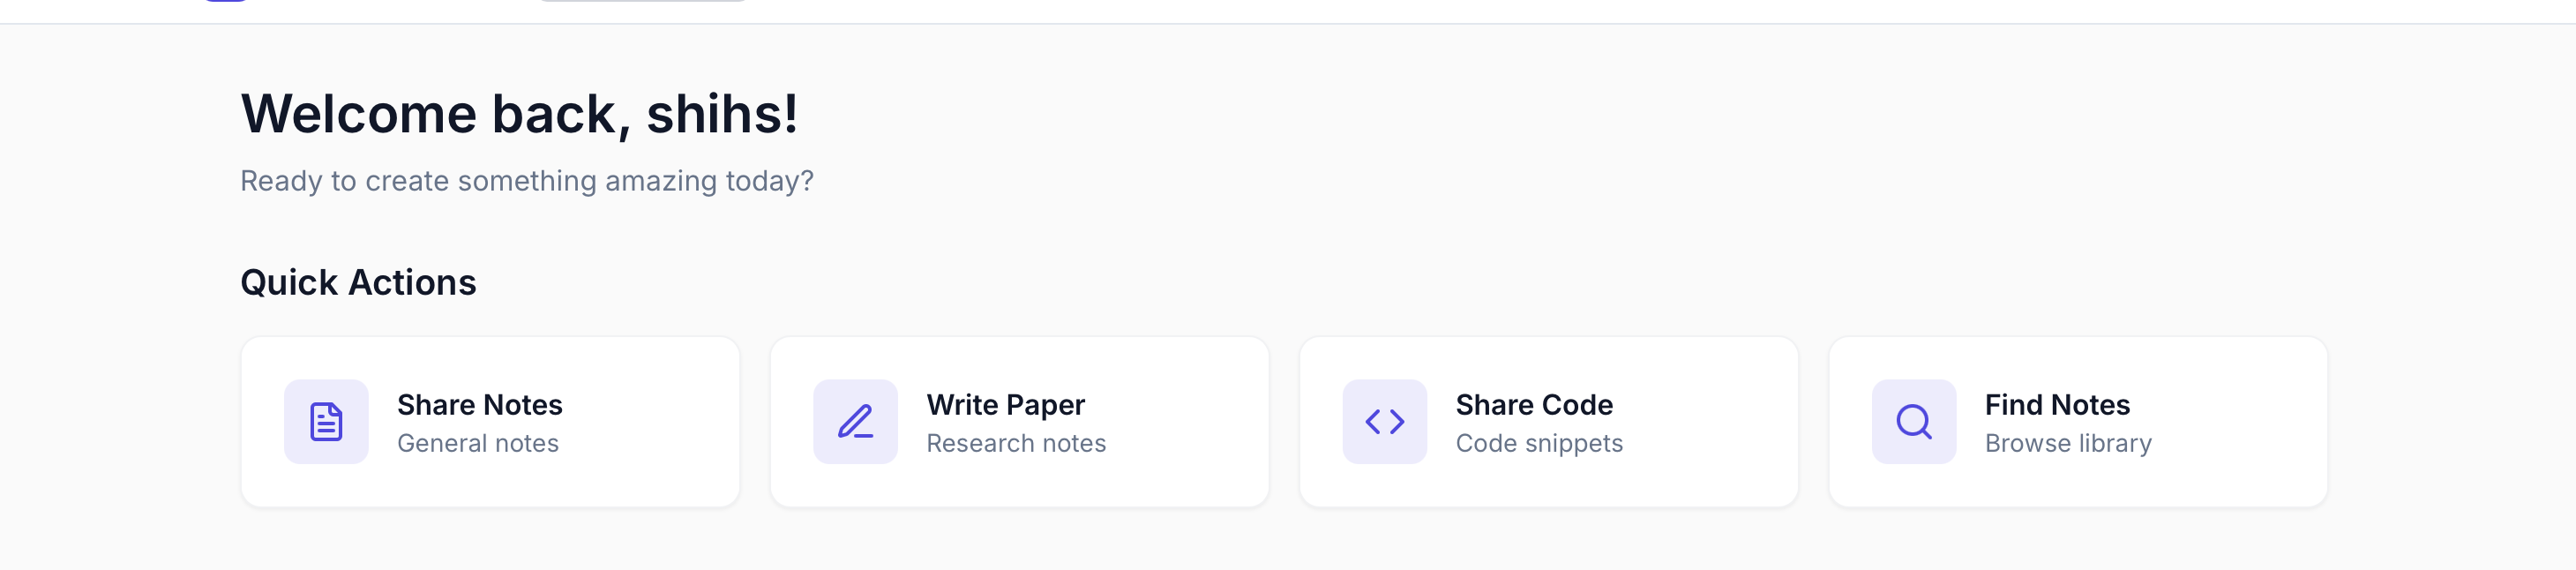 Welcome back, shihs!
Ready to create something amazing today?
Quick Actions
Share Notes
General notes
Write Paper
Research notes
Share Code
Code snippets
Find Notes
Browse library